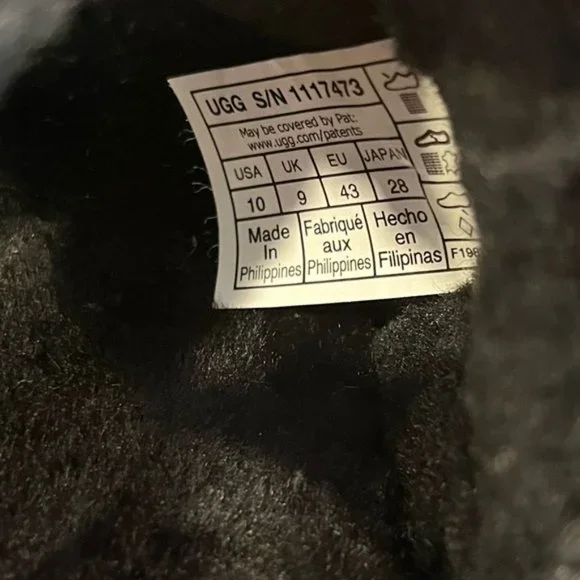 UGG S/N 1117473
May be covered by Pat:
www.ugg.com/patents
USA UK EU JAPAN
10 9 43 28
Made In Philippines
Fabriqué aux Philippines
Hecho en Filipinas